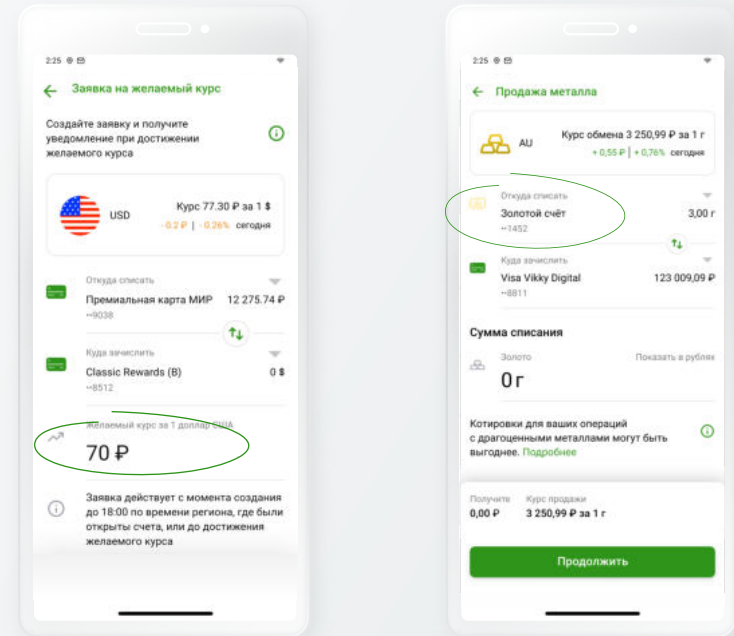 2:25
Заявка на желаемый курс
Создайте заявку и получите
уведомление при достижении
желаемого курса
USD
Курс 77.30 ₽ за 1 $
- 0.2 ₽ | - 0.26% сегодня
Откуда списать
Премиальная карта МИР 12 275.74 ₽
··9038
Куда зачислить
Classic Rewards (B) 0 $
··8512
Желаемый курс за 1 доллар США
70 ₽
Заявка действует с момента создания
до 18:00 по времени региона, где были
открыты счета, или до достижения
желаемого курса
2:25
Продажа металла
AU
Курс обмена 3 250,99 ₽ за 1 г
+ 0,55 ₽ | + 0,76% сегодня
Откуда списать
Золотой счёт 3,00 г
··1452
Куда зачислить
Visa Vikky Digital 123 009,09 ₽
··8811
Сумма списания
Золото Показать в рублях
0 г
Котировки для ваших операций
с драгоценными металлами могут быть
выгоднее. Подробнее
Получите Курс продажи
0,00 ₽ 3 250,99 ₽ за 1 г
Продолжить